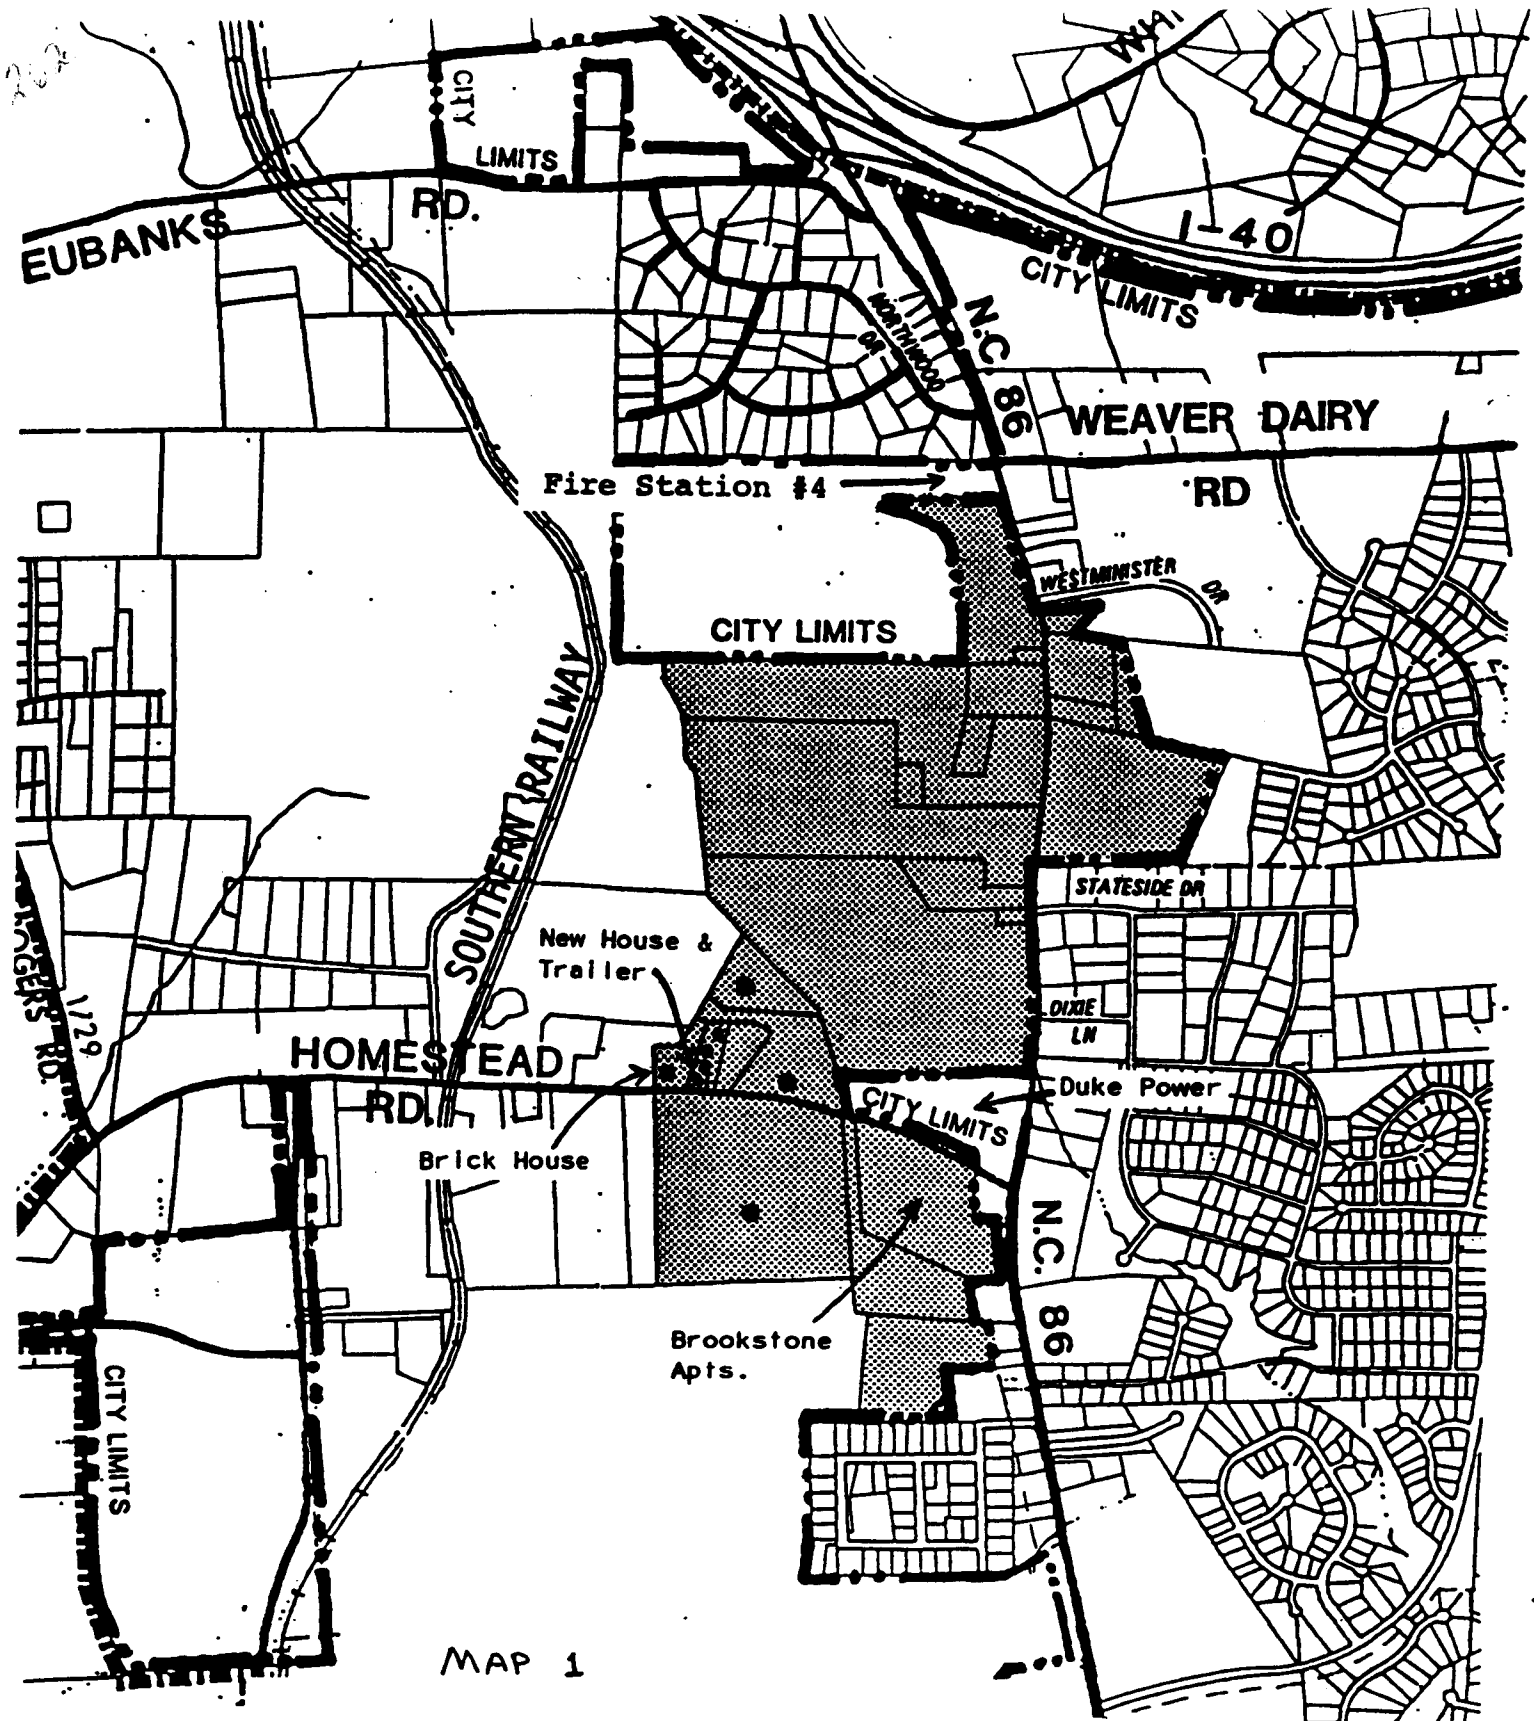 WHI
CITY
LIMITS
RD.
EUBANKS
I-40
CITY LIMITS
NORTHWOOD
DR
N.C. 86
WEAVER DAIRY
RD
Fire Station #4
WESTMINISTER DR
CITY LIMITS
SOUTHERN RAILWAY
STATESIDE DR
New House &
Trailer
DIXIE
LN
ROGERS RD.
1729
HOMESTEAD
RD.
Duke Power
CITY LIMITS
Brick House
N.C. 86
Brookstone
Apts.
CITY LIMITS
MAP 1